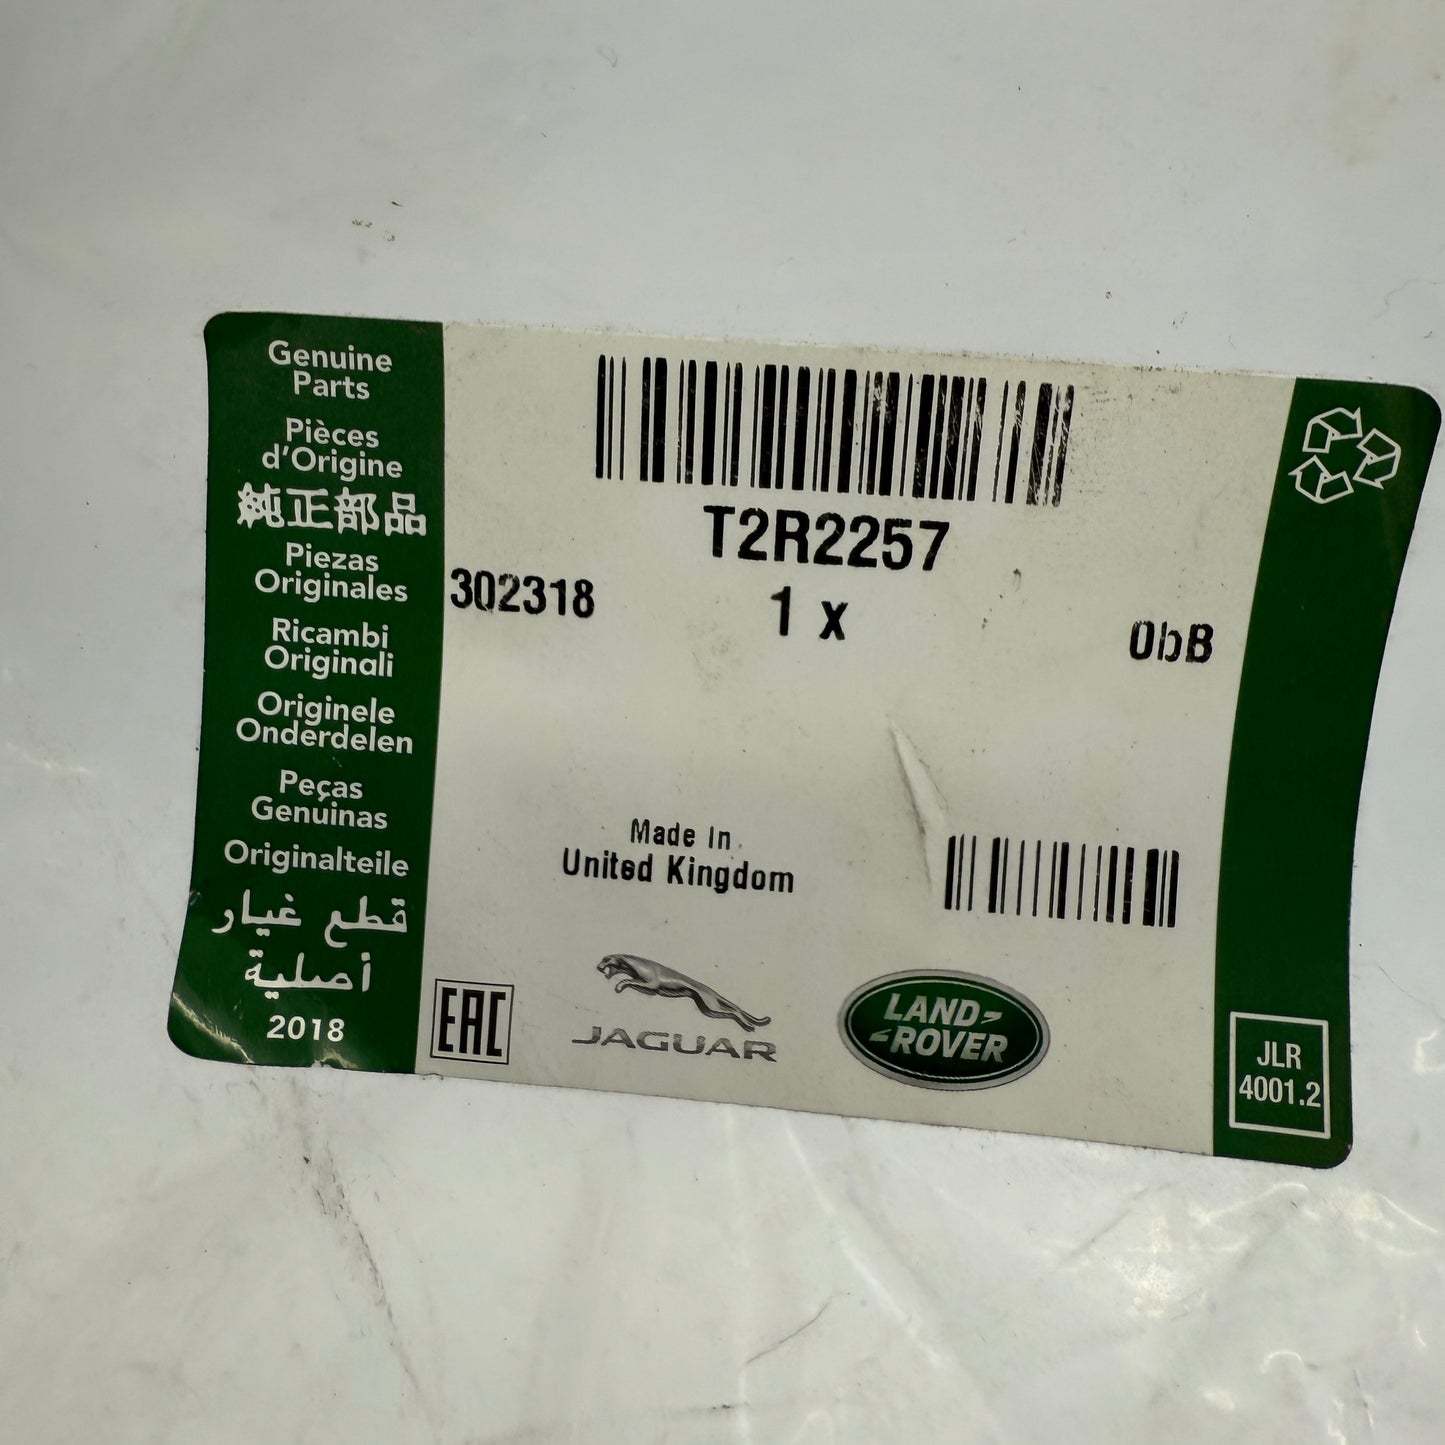 Genuine
Parts
Pièces
d'Origine
純正部品
Piezas
Originales
Ricambi
Originali
Originele
Onderdelen
Peças
Genuinas
Originalteile
قطع غيار
أصلية
2018
T2R2257
302318
1 x
0bB
Made In
United Kingdom
EAC
JAGUAR
LAND-
-ROVER
JLR
4001.2